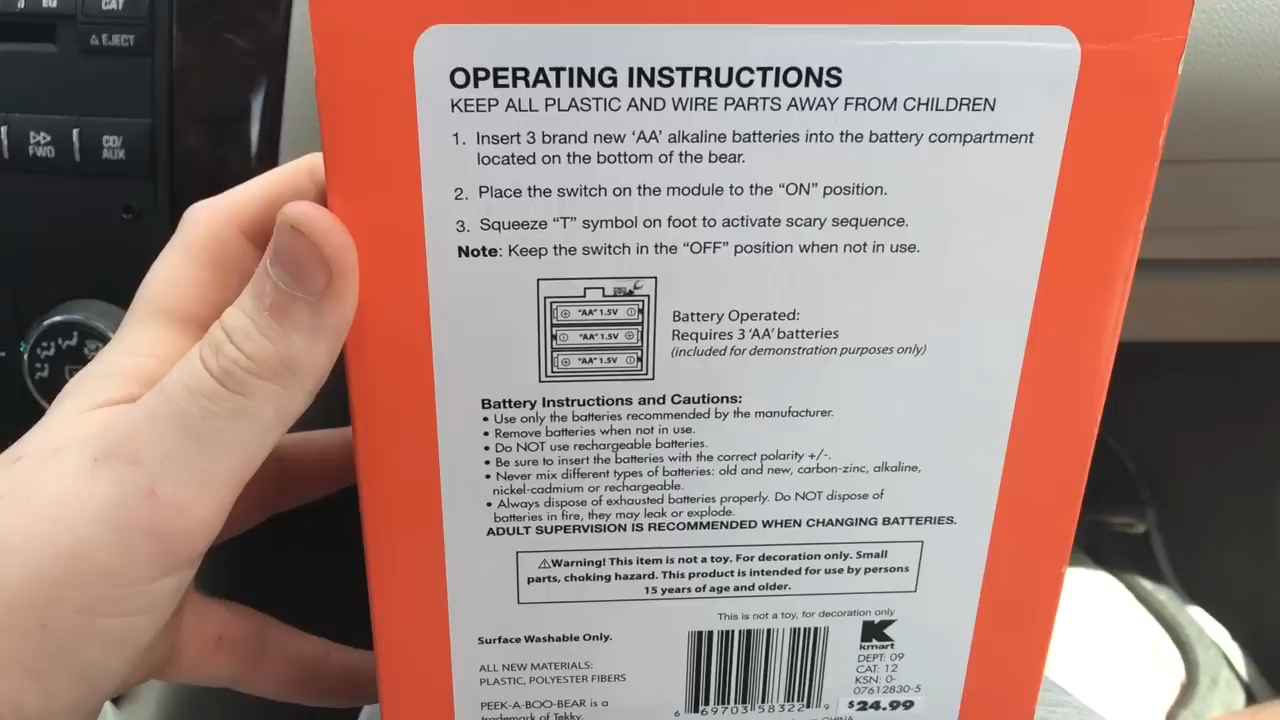 CAT
EJECT
FWD
CD/
AUX
OPERATING INSTRUCTIONS
KEEP ALL PLASTIC AND WIRE PARTS AWAY FROM CHILDREN
1. Insert 3 brand new ‘AA’ alkaline batteries into the battery compartment
located on the bottom of the bear.
2. Place the switch on the module to the “ON” position.
3. Squeeze “T” symbol on foot to activate scary sequence.
Note: Keep the switch in the “OFF” position when not in use.
"AA" 1.5V
"AA" 1.5V
"AA" 1.5V
Battery Operated:
Requires 3 ‘AA’ batteries
(included for demonstration purposes only)
Battery Instructions and Cautions:
• Use only the batteries recommended by the manufacturer.
• Remove batteries when not in use.
• Do NOT use rechargeable batteries.
• Be sure to insert the batteries with the correct polarity +/-.
• Never mix different types of batteries: old and new, carbon-zinc, alkaline,
nickel-cadmium or rechargeable.
• Always dispose of exhausted batteries properly. Do NOT dispose of
batteries in fire, they may leak or explode.
ADULT SUPERVISION IS RECOMMENDED WHEN CHANGING BATTERIES.
⚠Warning! This item is not a toy. For decoration only. Small
parts, choking hazard. This product is intended for use by persons
15 years of age and older.
This is not a toy, for decoration only
Surface Washable Only.
ALL NEW MATERIALS:
PLASTIC, POLYESTER FIBERS
PEEK-A-BOO-BEAR is a
trademark of Tekky
6 69703 58322 9
K
kmart
DEPT: 09
CAT: 12
KSN: 0-
07612830-5
$24.99
CHINA